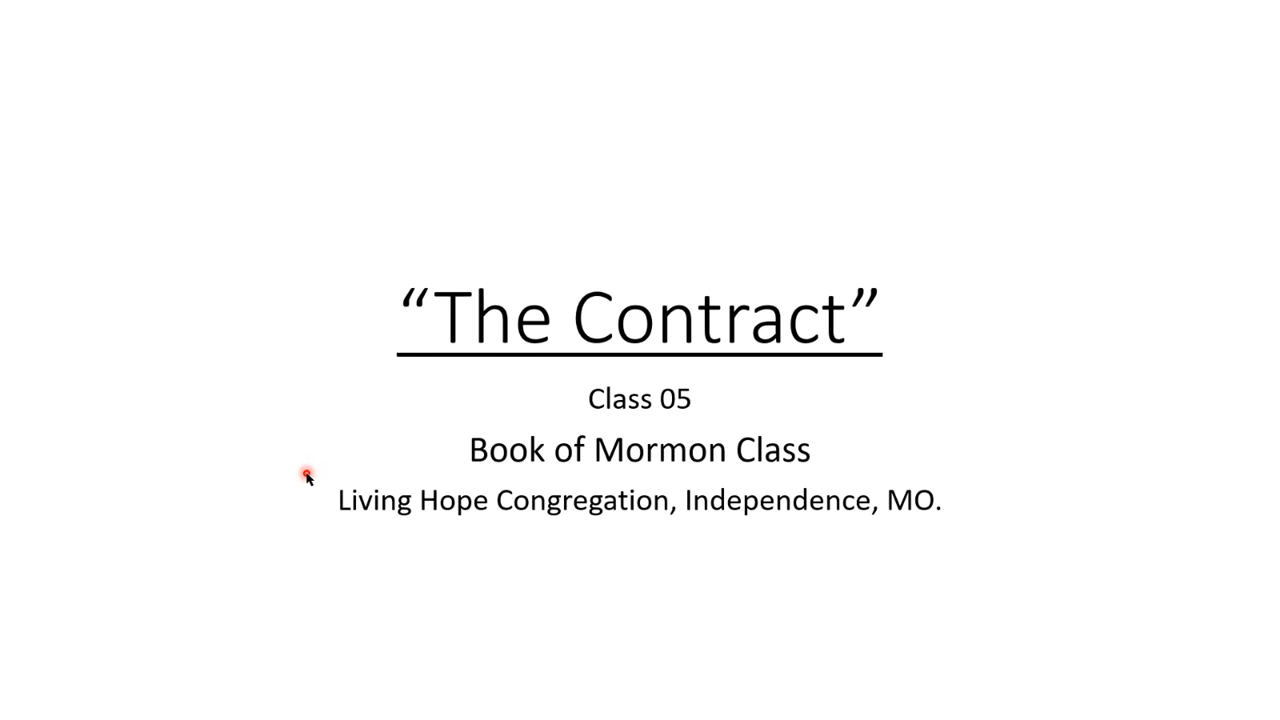 “The Contract”
Class 05
Book of Mormon Class
Living Hope Congregation, Independence, MO.